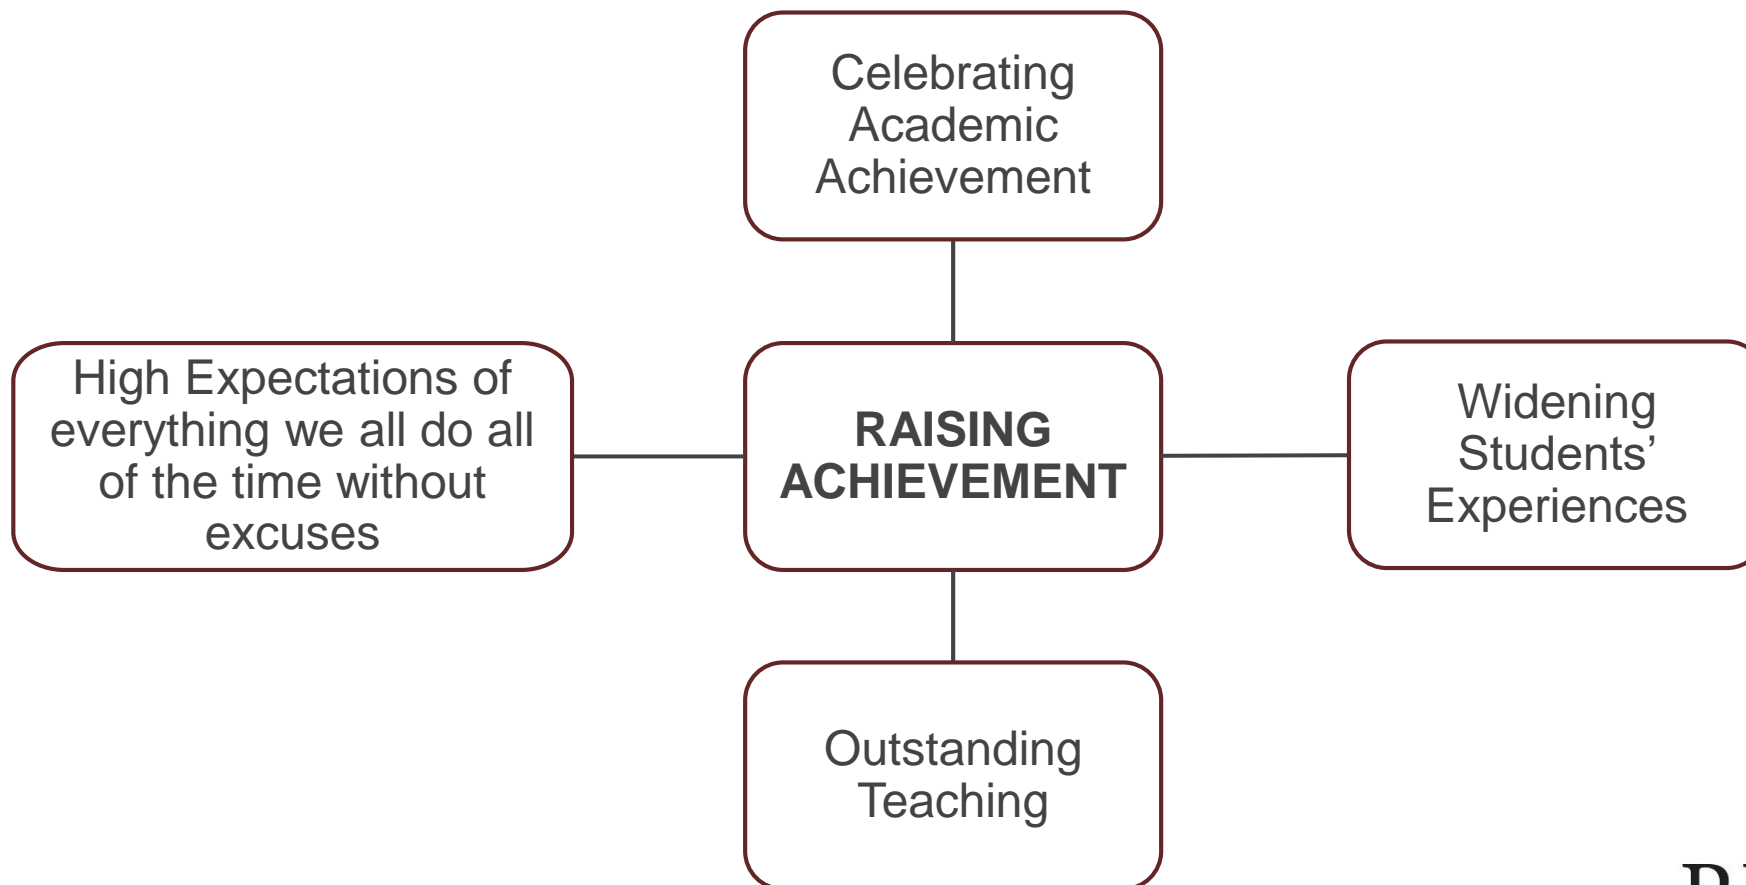 Celebrating
Academic
Achievement
High Expectations of
everything we all do all
of the time without
excuses
RAISING
ACHIEVEMENT
Widening
Students’
Experiences
Outstanding
Teaching